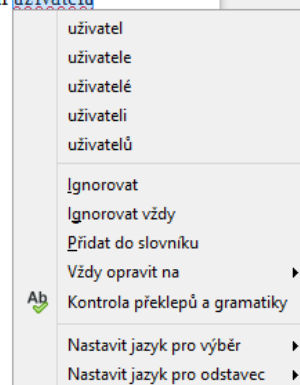 uživatel
uživatele
uživatelé
uživateli
uživatelů
Ignorovat
Ignorovat vždy
Přidat do slovníku
Vždy opravit na
Kontrola překlepů a gramatiky
Nastavit jazyk pro výběr
Nastavit jazyk pro odstavec